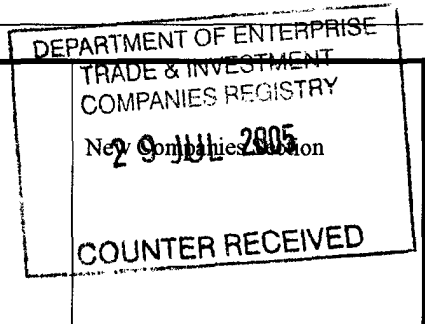 DEPARTMENT OF ENTERPRISE
TRADE & INVESTMENT
COMPANIES REGISTRY
New Companies Section
29 JUL 2005
COUNTER RECEIVED